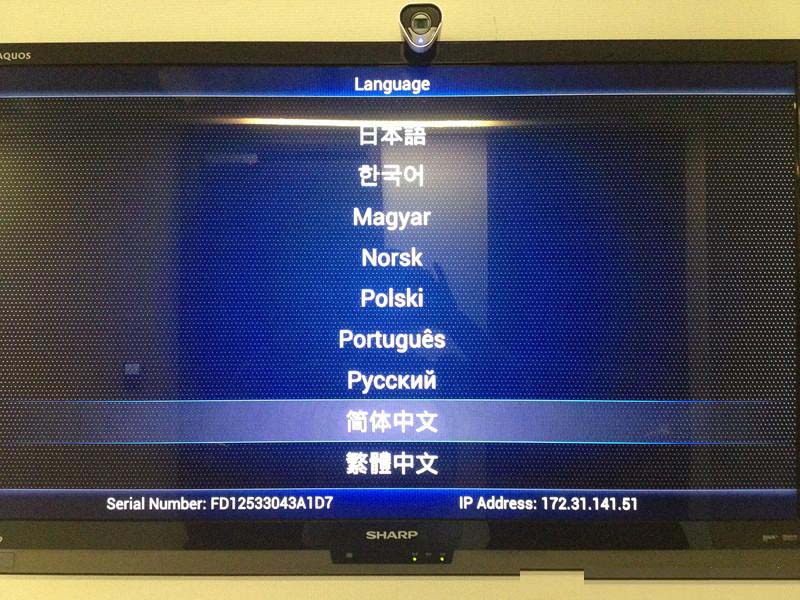 AQUOS
Language
日本語
한국어
Magyar
Norsk
Polski
Português
Русский
简体中文
繁體中文
Serial Number: FD12533043A1D7 IP Address: 172.31.141.51
SHARP